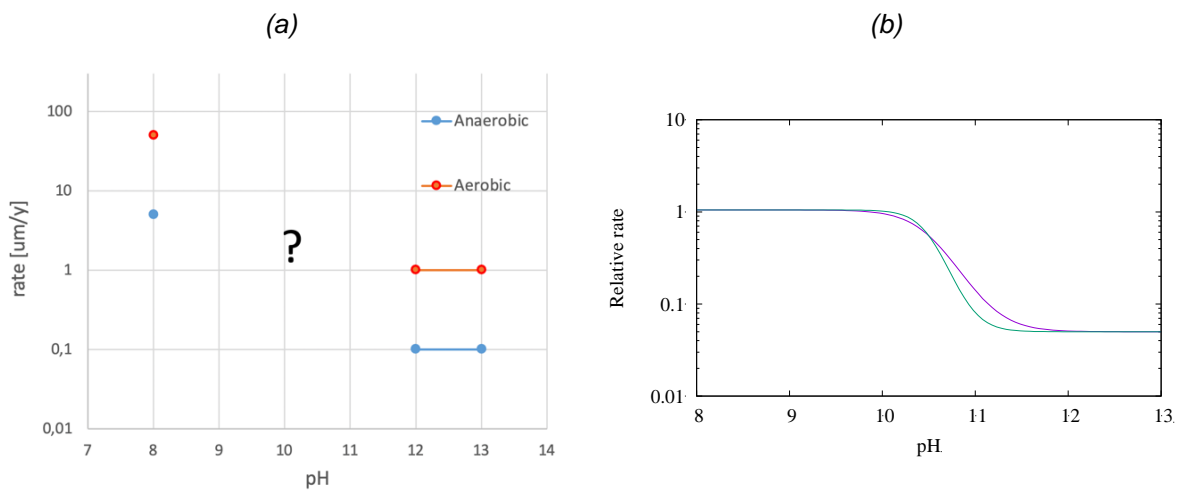 (a)
100
10
1
0,1
0,01
rate [um/y]
7 8 9 10 11 12 13 14
pH
Anaerobic
Aerobic
?
(b)
10
1
0.1
0.01
Relative rate
8 9 10 11 12 13
pH